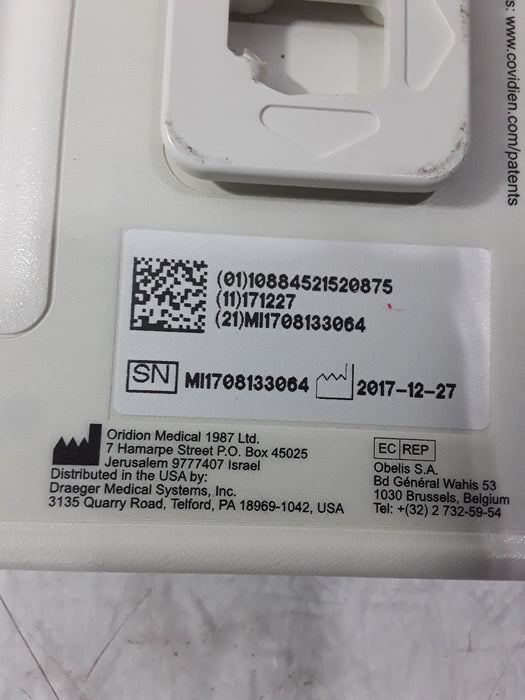 s: www.covidien.com/patents
(01)10884521520875
(11)171227
(21)MI1708133064
SN MI1708133064 2017-12-27
Oridion Medical 1987 Ltd.
7 Hamarpe Street P.O. Box 45025
Jerusalem 9777407 Israel
Distributed in the USA by:
Draeger Medical Systems, Inc.
3135 Quarry Road, Telford, PA 18969-1042, USA
EC REP
Obelis S.A.
Bd Général Wahis 53
1030 Brussels, Belgium
Tel: +(32) 2 732-59-54